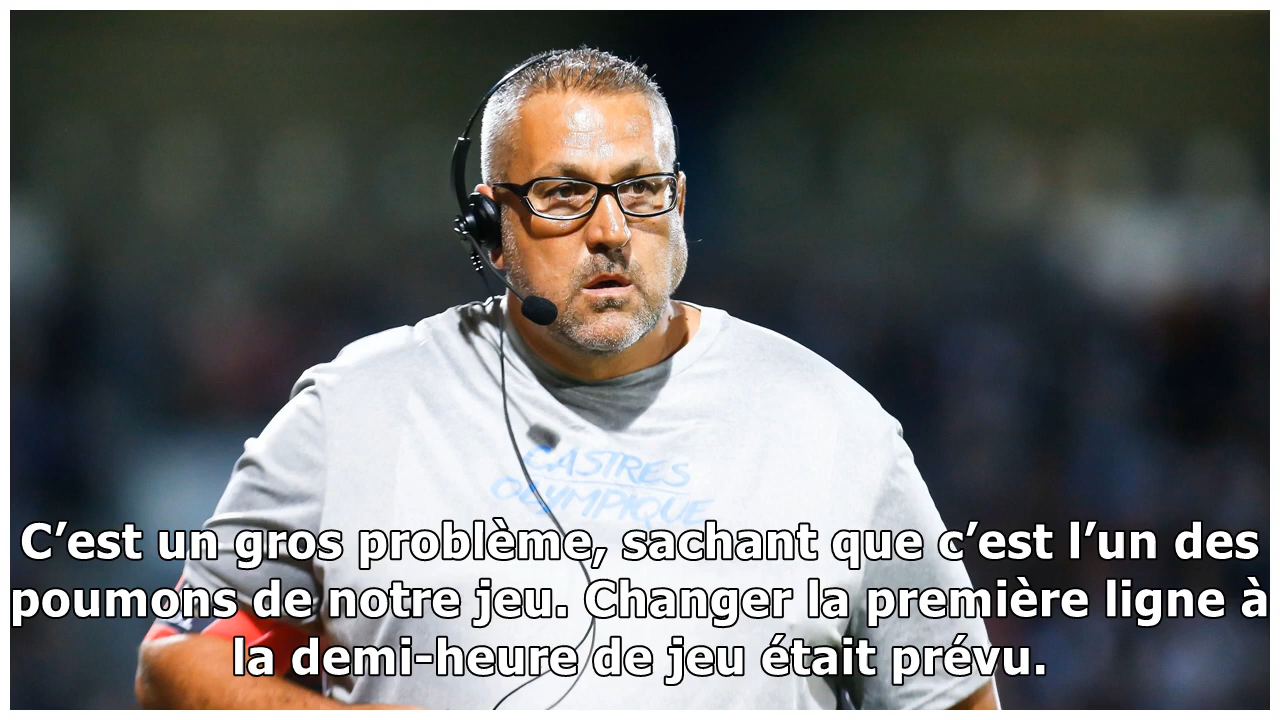 CASTRES
OLYMPIQUE
C’est un gros problème, sachant que c’est l’un des
poumons de notre jeu. Changer la première ligne à
la demi-heure de jeu était prévu.